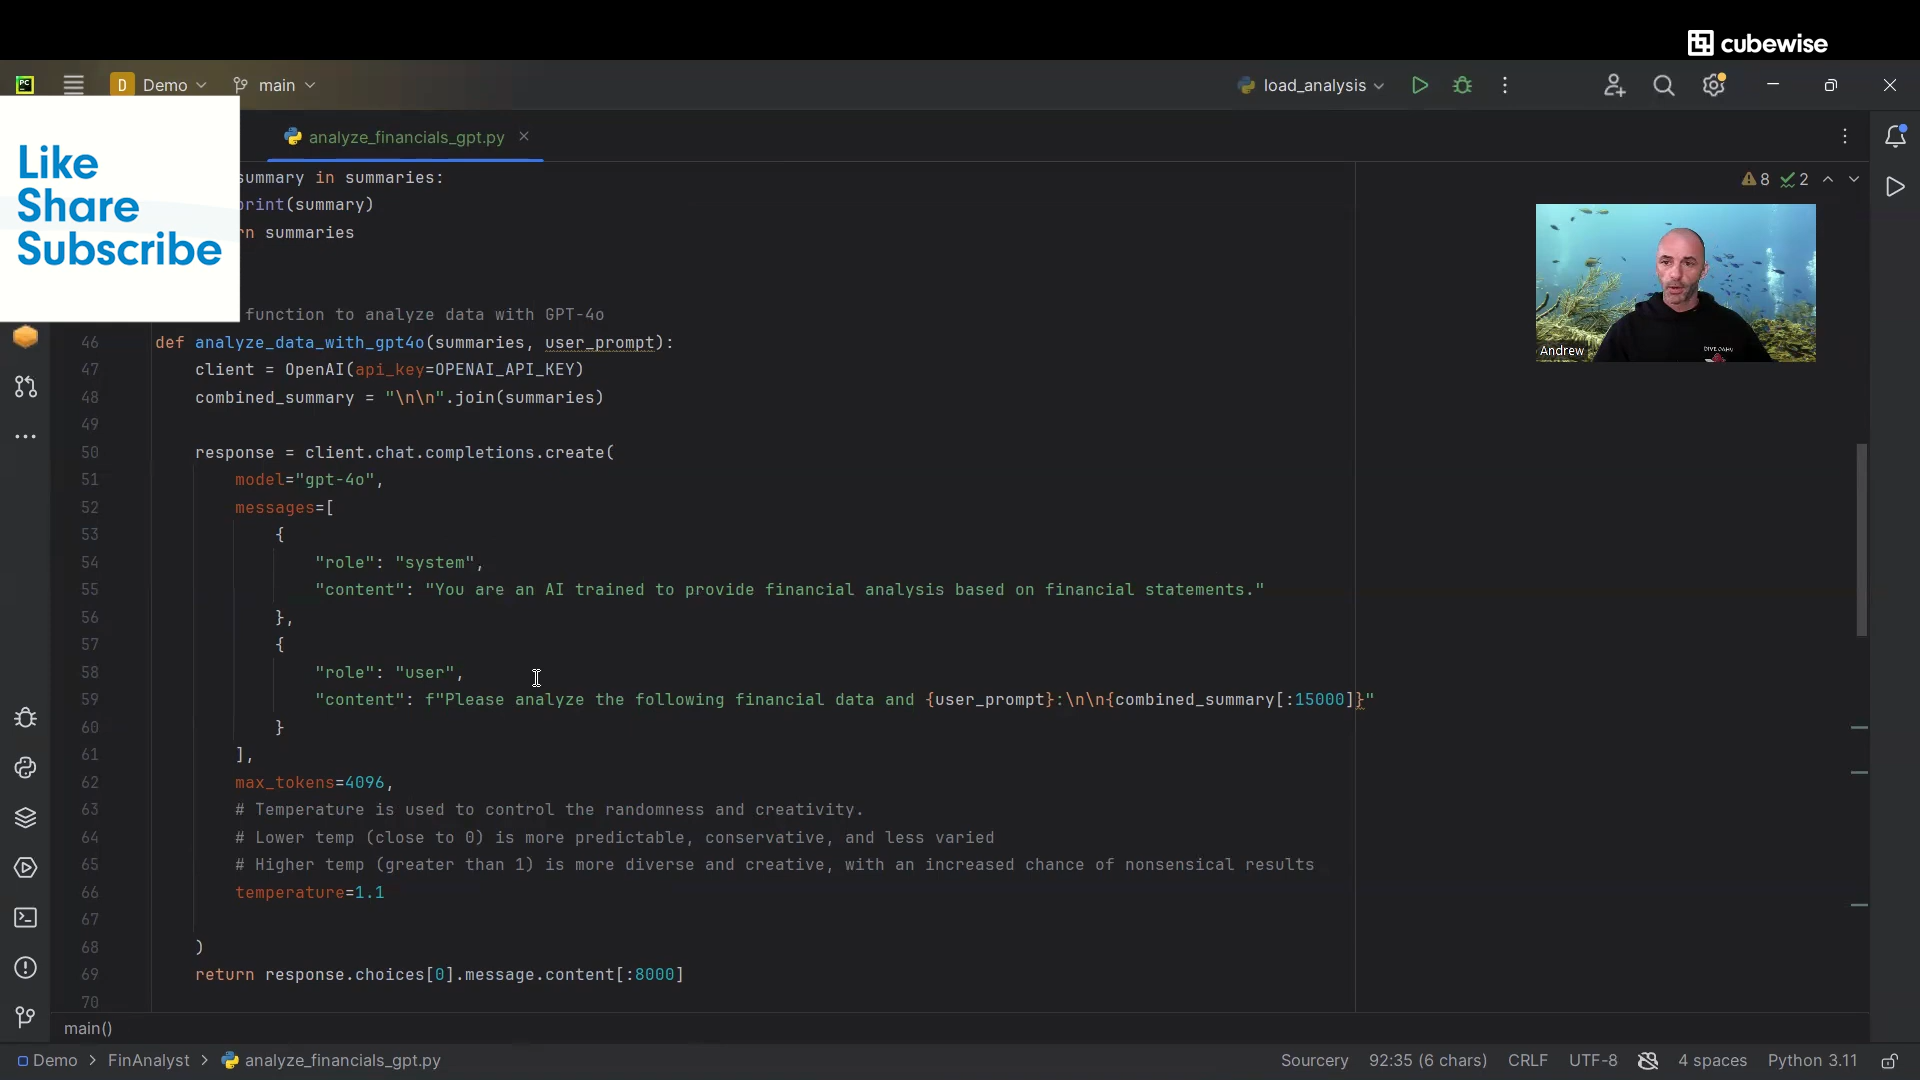 cubewise
PC
D Demo main
load_analysis
analyze_financials_gpt.py
Like
Share
Subscribe
summary in summaries:
print(summary)
n summaries
8 2
Andrew
function to analyze data with GPT-4o
46 def analyze_data_with_gpt4o(summaries, user_prompt):
47 client = OpenAI(api_key=OPENAI_API_KEY)
48 combined_summary = "\n\n".join(summaries)
49
50 response = client.chat.completions.create(
51 model="gpt-4o",
52 messages=[
53 {
54 "role": "system",
55 "content": "You are an AI trained to provide financial analysis based on financial statements."
56 },
57 {
58 "role": "user",
59 "content": f"Please analyze the following financial data and {user_prompt}:\n\n{combined_summary[:15000]}"
60 }
61 ],
62 max_tokens=4096,
63 # Temperature is used to control the randomness and creativity.
64 # Lower temp (close to 0) is more predictable, conservative, and less varied
65 # Higher temp (greater than 1) is more diverse and creative, with an increased chance of nonsensical results
66 temperature=1.1
67
68 )
69 return response.choices[0].message.content[:8000]
70
main()
Demo > FinAnalyst > analyze_financials_gpt.py
Sourcery 92:35 (6 chars) CRLF UTF-8 4 spaces Python 3.11